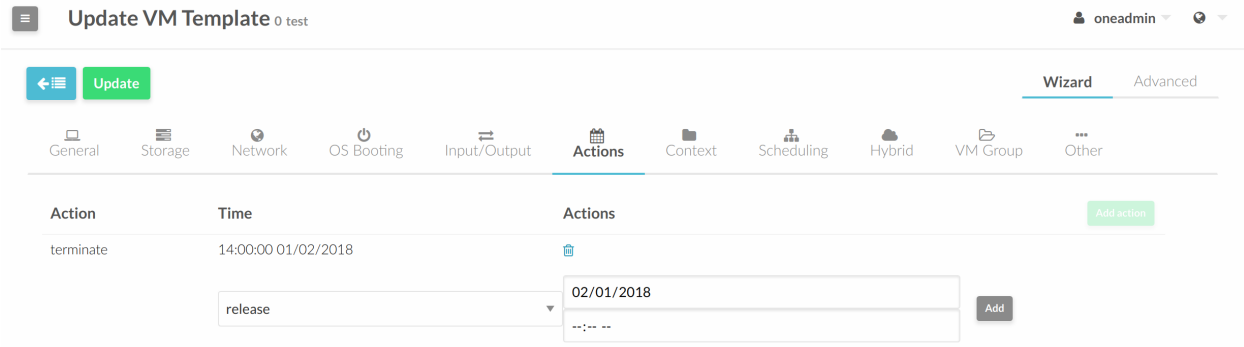 Update VM Template 0 test
oneadmin
Update
Wizard
Advanced
General
Storage
Network
OS Booting
Input/Output
Actions
Context
Scheduling
Hybrid
VM Group
Other
Action
Time
Actions
Add action
terminate
14:00:00 01/02/2018
release
02/01/2018
--:-- --
Add